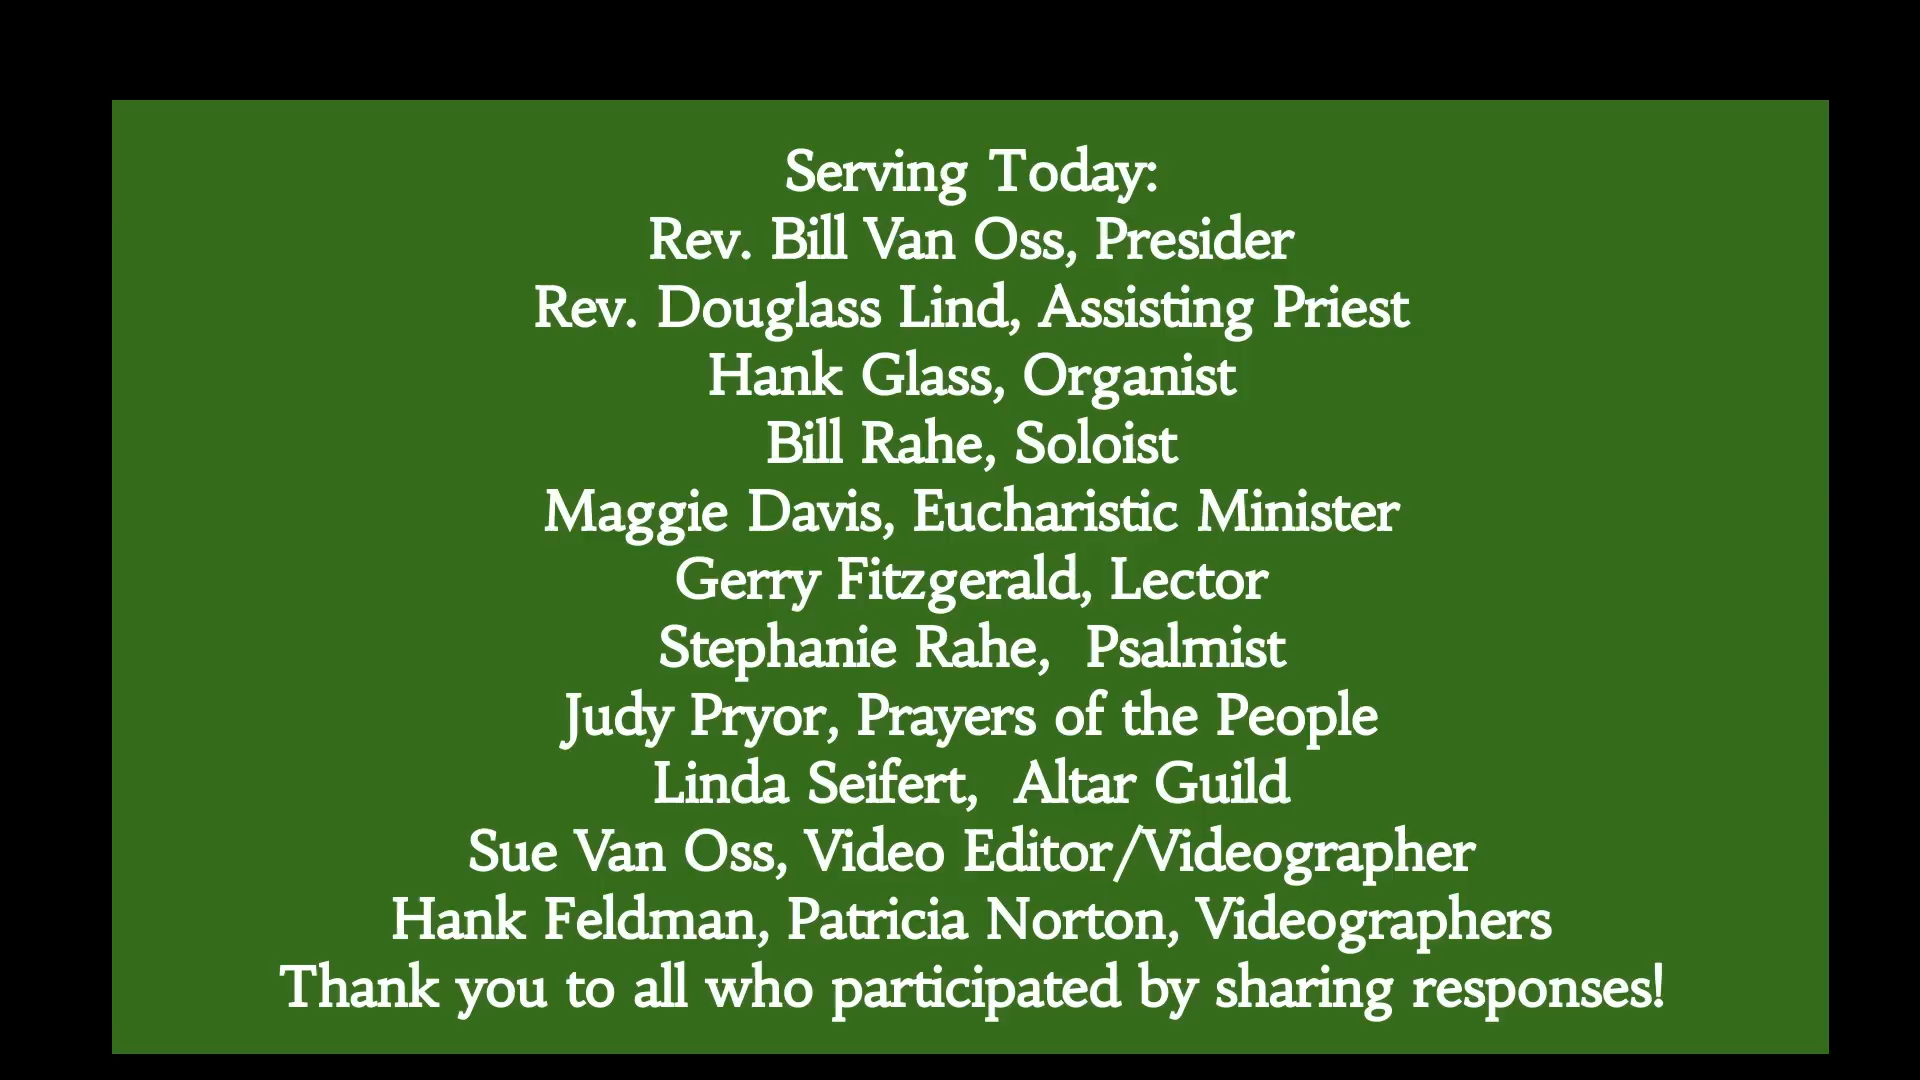 Serving Today:
Rev. Bill Van Oss, Presider
Rev. Douglass Lind, Assisting Priest
Hank Glass, Organist
Bill Rahe, Soloist
Maggie Davis, Eucharistic Minister
Gerry Fitzgerald, Lector
Stephanie Rahe,  Psalmist
Judy Pryor, Prayers of the People
Linda Seifert,  Altar Guild
Sue Van Oss, Video Editor/Videographer
Hank Feldman, Patricia Norton, Videographers
Thank you to all who participated by sharing responses!